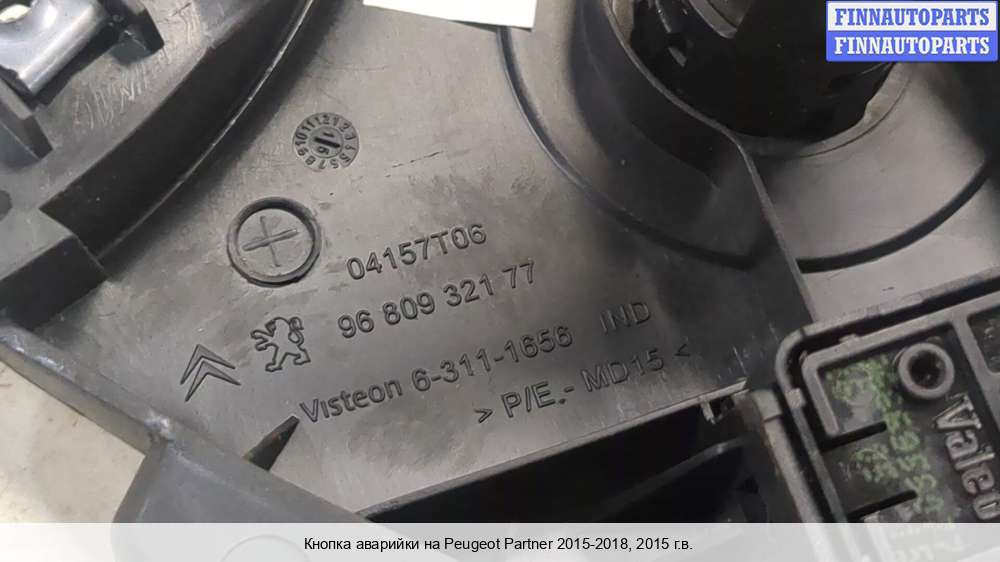 FINNAUTOPARTS
FINNAUTOPARTS
04157T06
96 809 321 77
Visteon 6-311-1656 IND
> P/E.- MD15 <
Valeo
Кнопка аварийки на Peugeot Partner 2015-2018, 2015 г.в.